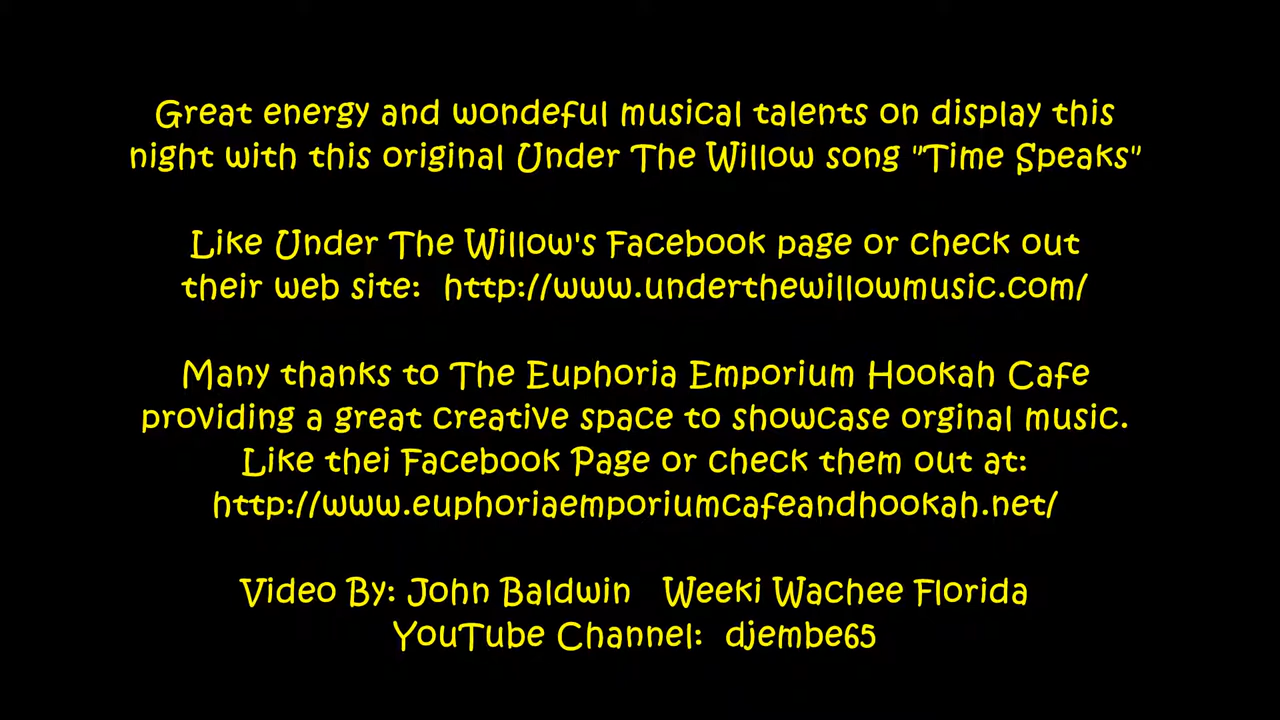 Great energy and wondeful musical talents on display this
night with this original Under The Willow song "Time Speaks"
Like Under The Willow's Facebook page or check out
their web site: http://www.underthewillowmusic.com/
Many thanks to The Euphoria Emporium Hookah Cafe
providing a great creative space to showcase orginal music.
Like thei Facebook Page or check them out at:
http://www.euphoriaemporiumcafeandhookah.net/
Video By: John Baldwin Weeki Wachee Florida
YouTube Channel: djembe65